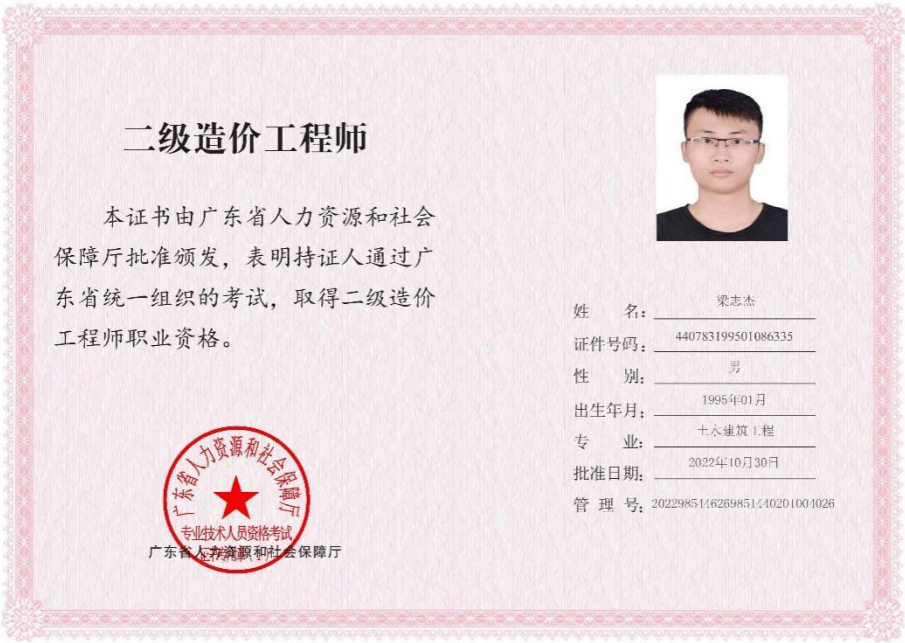 二级造价工程师
本证书由广东省人力资源和社会
保障厅批准颁发，表明持证人通过广
东省统一组织的考试，取得二级造价
工程师职业资格。
广东省人力资源和社会保障厅
专业技术人员资格考试
广东省人力资源和社会保障厅
姓 名：梁志杰
证件号码：440783199501086335
性 别：男
出生年月：1995年01月
专 业：土木建筑工程
批准日期：2022年10月30日
管 理 号：